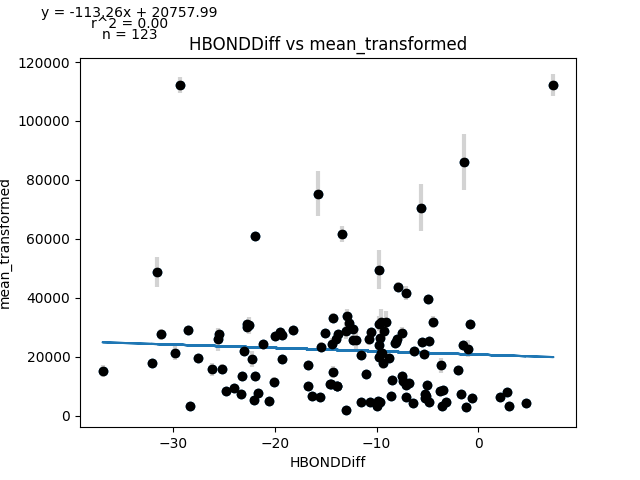 y = -113.26x + 20757.99
r^2 = 0.00
n = 123
HBONDDiff vs mean_transformed
120000
100000
80000
60000
40000
20000
0
mean_transformed
−30
−20
−10
0
HBONDDiff